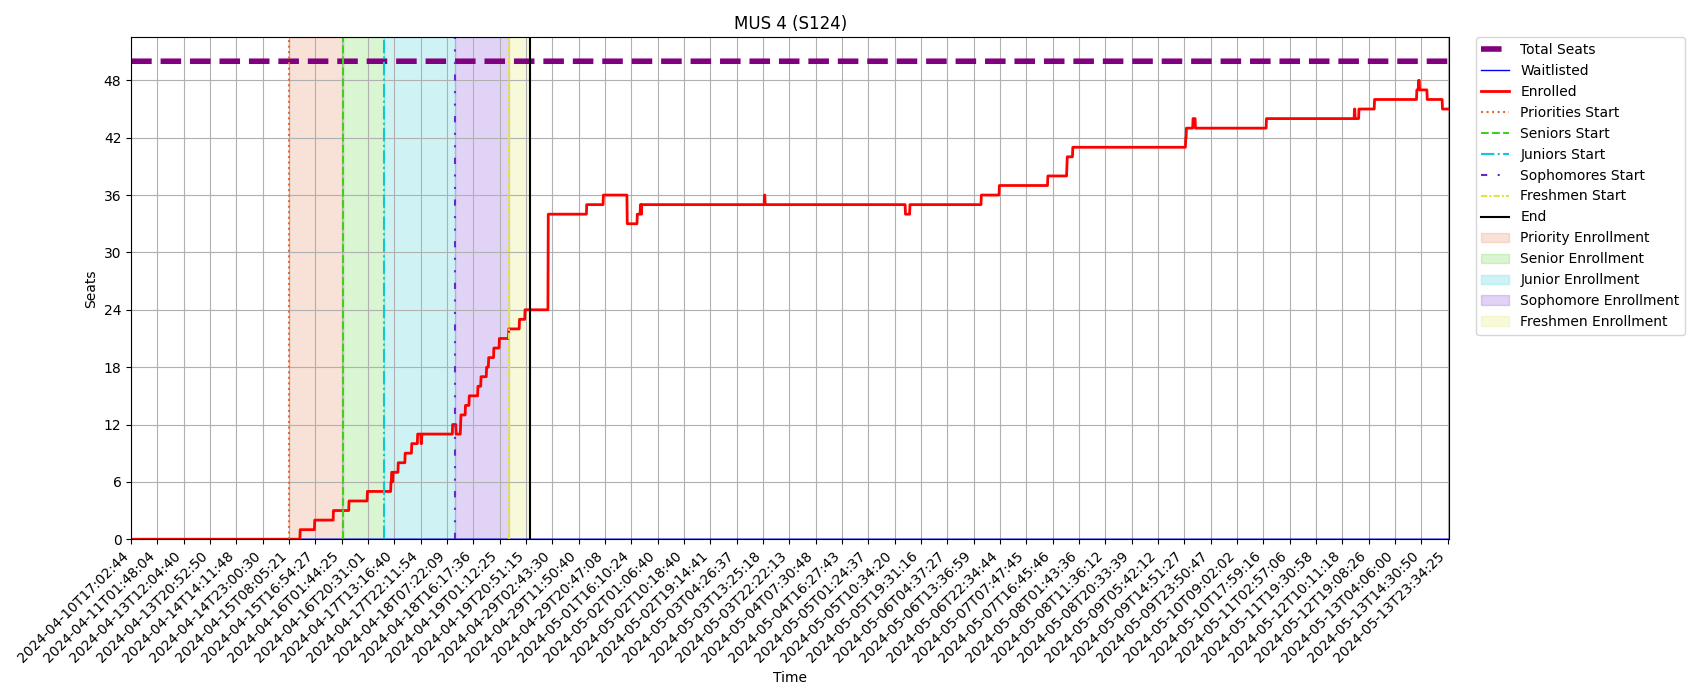 MUS 4 (S124)
Total Seats
Waitlisted
Enrolled
Priorities Start
Seniors Start
Juniors Start
Sophomores Start
Freshmen Start
End
Priority Enrollment
Senior Enrollment
Junior Enrollment
Sophomore Enrollment
Freshmen Enrollment
Seats
48
42
36
30
24
18
12
6
0
2024-04-10T17:02:44
2024-04-11T01:48:04
2024-04-13T12:04:40
2024-04-13T20:52:50
2024-04-14T14:11:48
2024-04-14T23:00:30
2024-04-15T08:05:21
2024-04-15T16:54:27
2024-04-16T01:44:25
2024-04-16T20:31:01
2024-04-17T13:16:40
2024-04-17T22:11:54
2024-04-18T07:22:09
2024-04-18T16:17:36
2024-04-19T01:12:25
2024-04-19T20:51:15
2024-04-29T02:43:30
2024-04-29T11:50:40
2024-04-29T20:47:08
2024-05-01T16:10:24
2024-05-02T01:06:40
2024-05-02T10:18:40
2024-05-02T19:14:41
2024-05-03T04:26:37
2024-05-03T13:25:18
2024-05-03T22:22:13
2024-05-04T07:30:48
2024-05-04T16:27:43
2024-05-05T01:24:37
2024-05-05T10:34:20
2024-05-05T19:31:16
2024-05-06T04:37:27
2024-05-06T13:36:59
2024-05-06T22:34:44
2024-05-07T07:47:45
2024-05-07T16:45:46
2024-05-08T01:43:36
2024-05-08T11:36:12
2024-05-08T20:33:39
2024-05-09T05:42:12
2024-05-09T14:51:27
2024-05-09T23:50:47
2024-05-10T09:02:02
2024-05-10T17:59:16
2024-05-11T02:57:06
2024-05-11T19:30:58
2024-05-12T10:11:18
2024-05-12T19:08:26
2024-05-13T04:06:00
2024-05-13T14:30:50
2024-05-13T23:34:25
Time